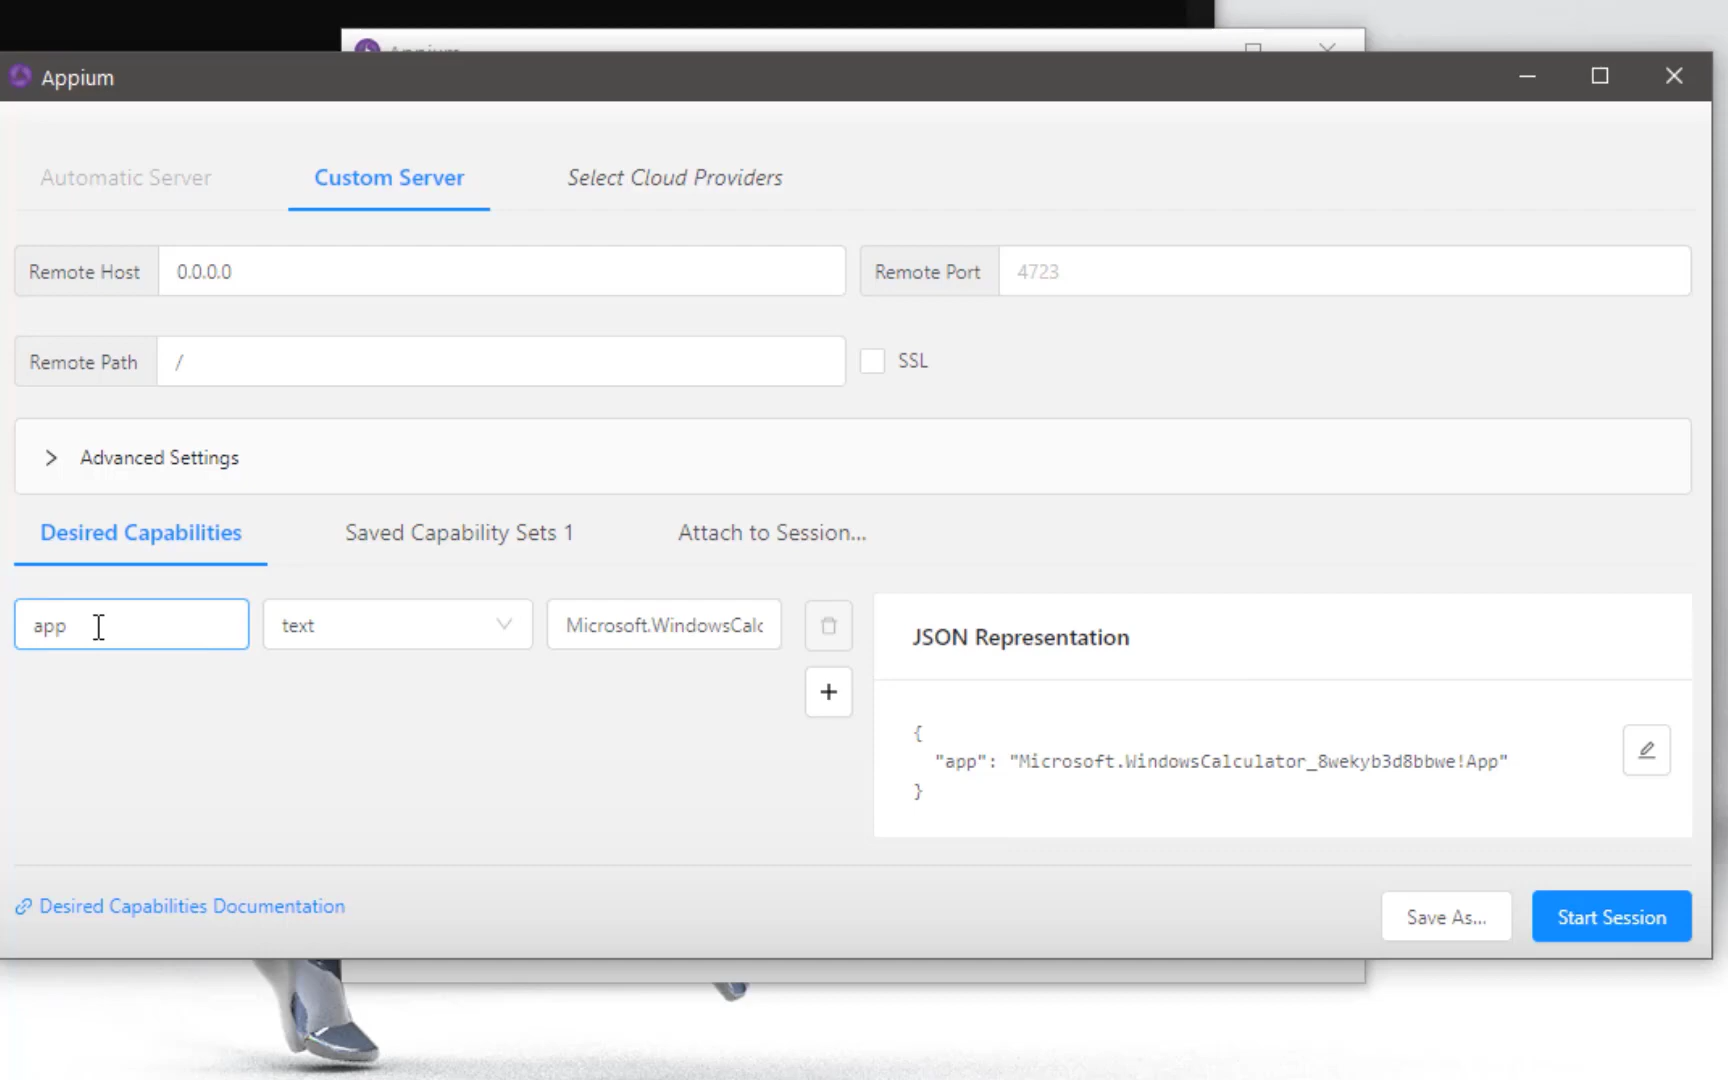 Appium
Automatic Server
Custom Server
Select Cloud Providers
Remote Host
0.0.0.0
Remote Port
4723
Remote Path
/
SSL
Advanced Settings
Desired Capabilities
Saved Capability Sets 1
Attach to Session...
app
text
Microsoft.WindowsCalc
JSON Representation
{
"app": "Microsoft.WindowsCalculator_8wekyb3d8bbwe!App"
}
Desired Capabilities Documentation
Save As...
Start Session